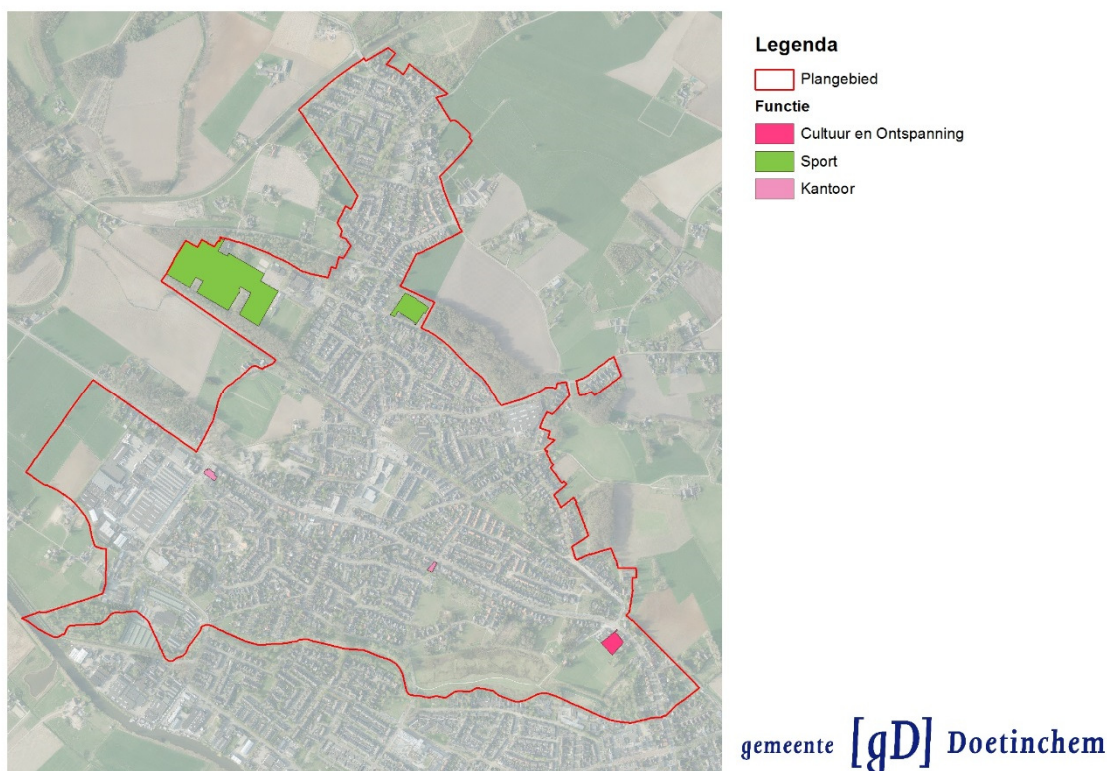 Legenda
Plangebied
Functie
Cultuur en Ontspanning
Sport
Kantoor
gemeente [gD] Doetinchem